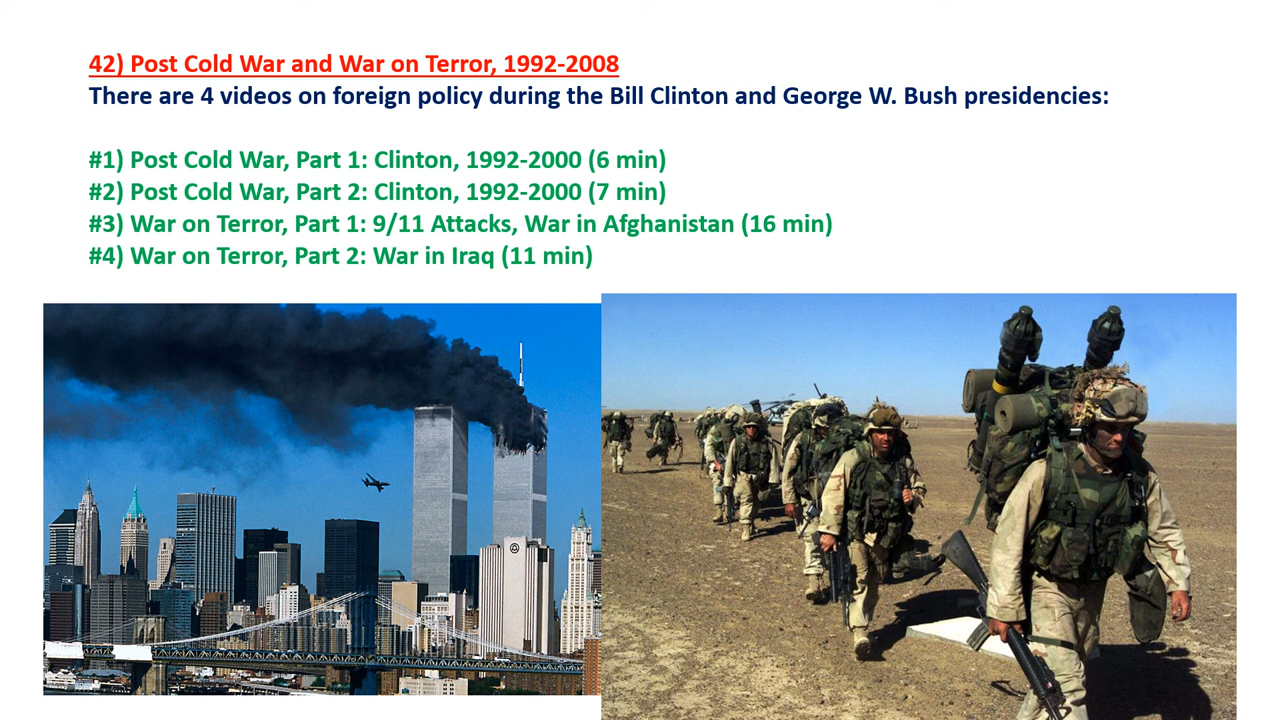 42) Post Cold War and War on Terror, 1992-2008
There are 4 videos on foreign policy during the Bill Clinton and George W. Bush presidencies:
#1) Post Cold War, Part 1: Clinton, 1992-2000 (6 min)
#2) Post Cold War, Part 2: Clinton, 1992-2000 (7 min)
#3) War on Terror, Part 1: 9/11 Attacks, War in Afghanistan (16 min)
#4) War on Terror, Part 2: War in Iraq (11 min)